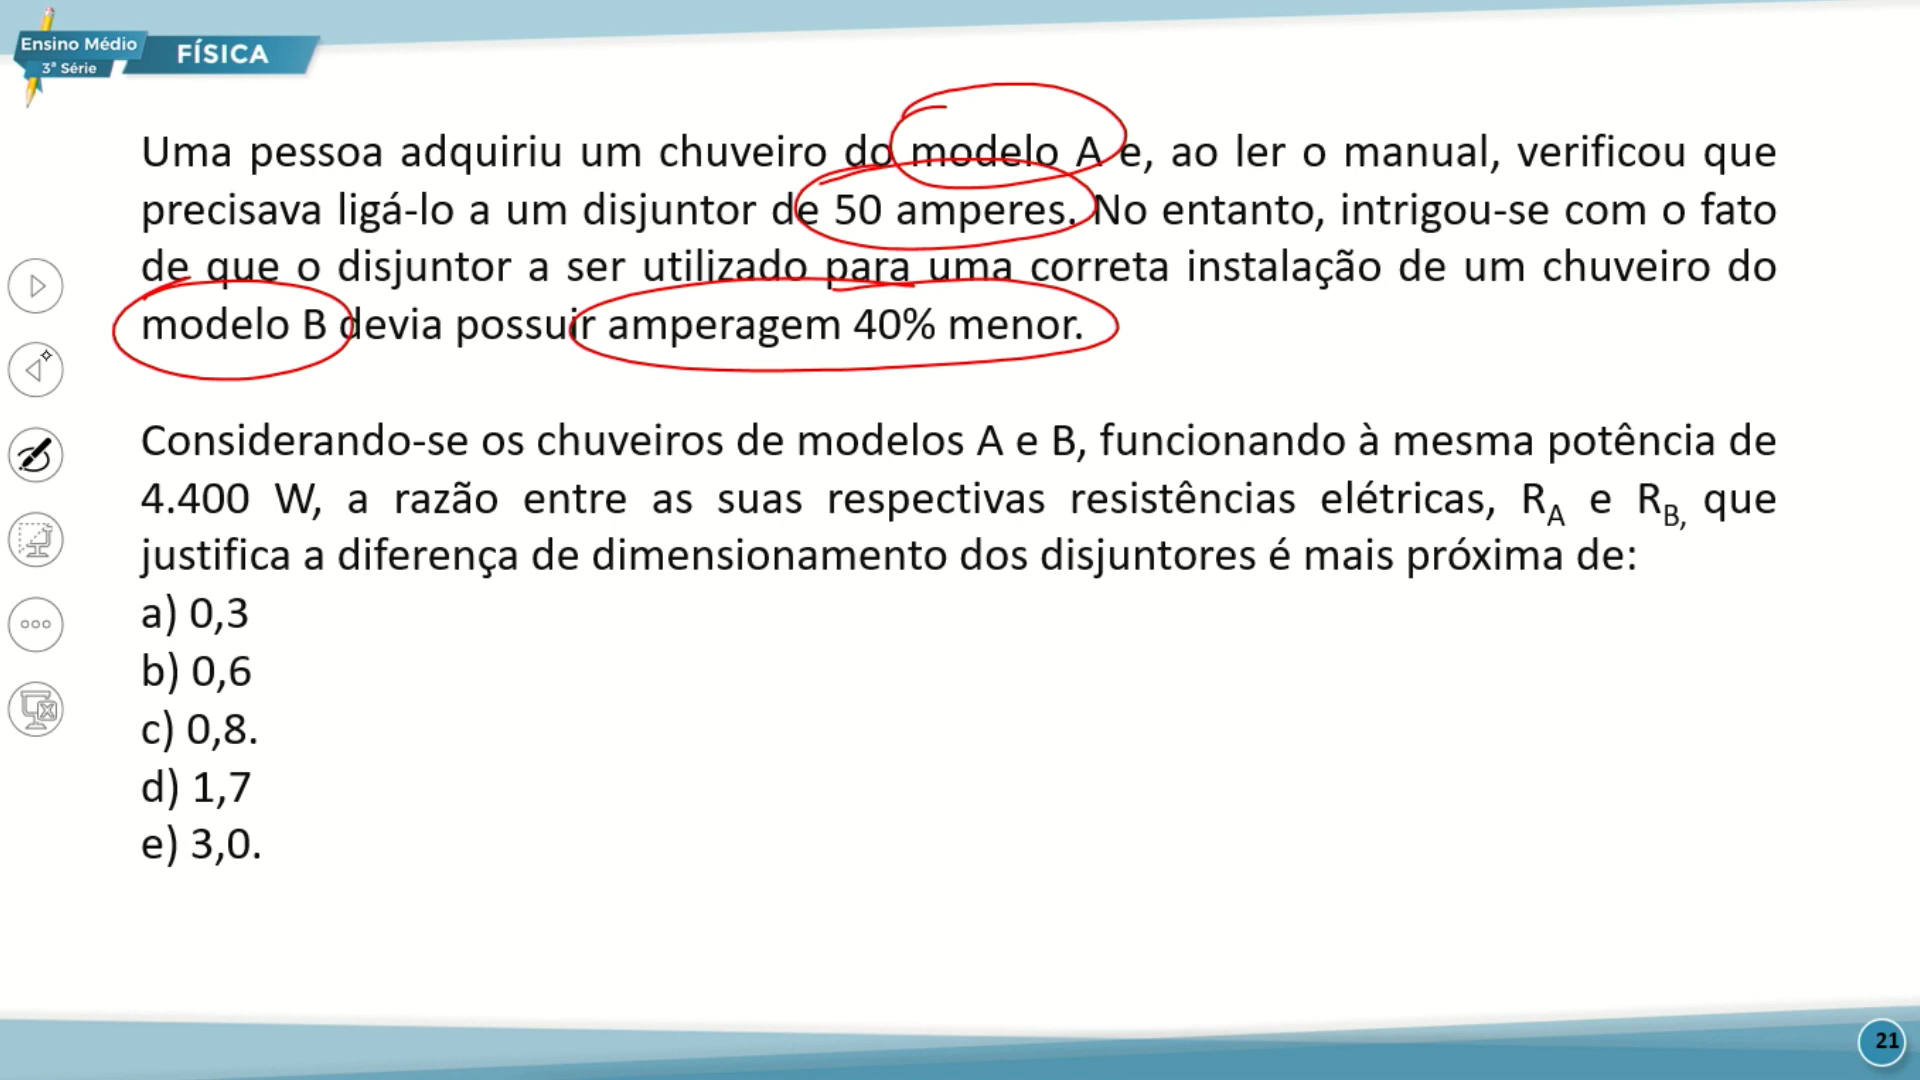 Ensino Médio
3ª Série
FÍSICA
Uma pessoa adquiriu um chuveiro do modelo A e, ao ler o manual, verificou que
precisava ligá-lo a um disjuntor de 50 amperes. No entanto, intrigou-se com o fato
de que o disjuntor a ser utilizado para uma correta instalação de um chuveiro do
modelo B devia possuir amperagem 40% menor.
Considerando-se os chuveiros de modelos A e B, funcionando à mesma potência de
4.400 W, a razão entre as suas respectivas resistências elétricas, R_A e R_B, que
justifica a diferença de dimensionamento dos disjuntores é mais próxima de:
a) 0,3
b) 0,6
c) 0,8.
d) 1,7
e) 3,0.
21